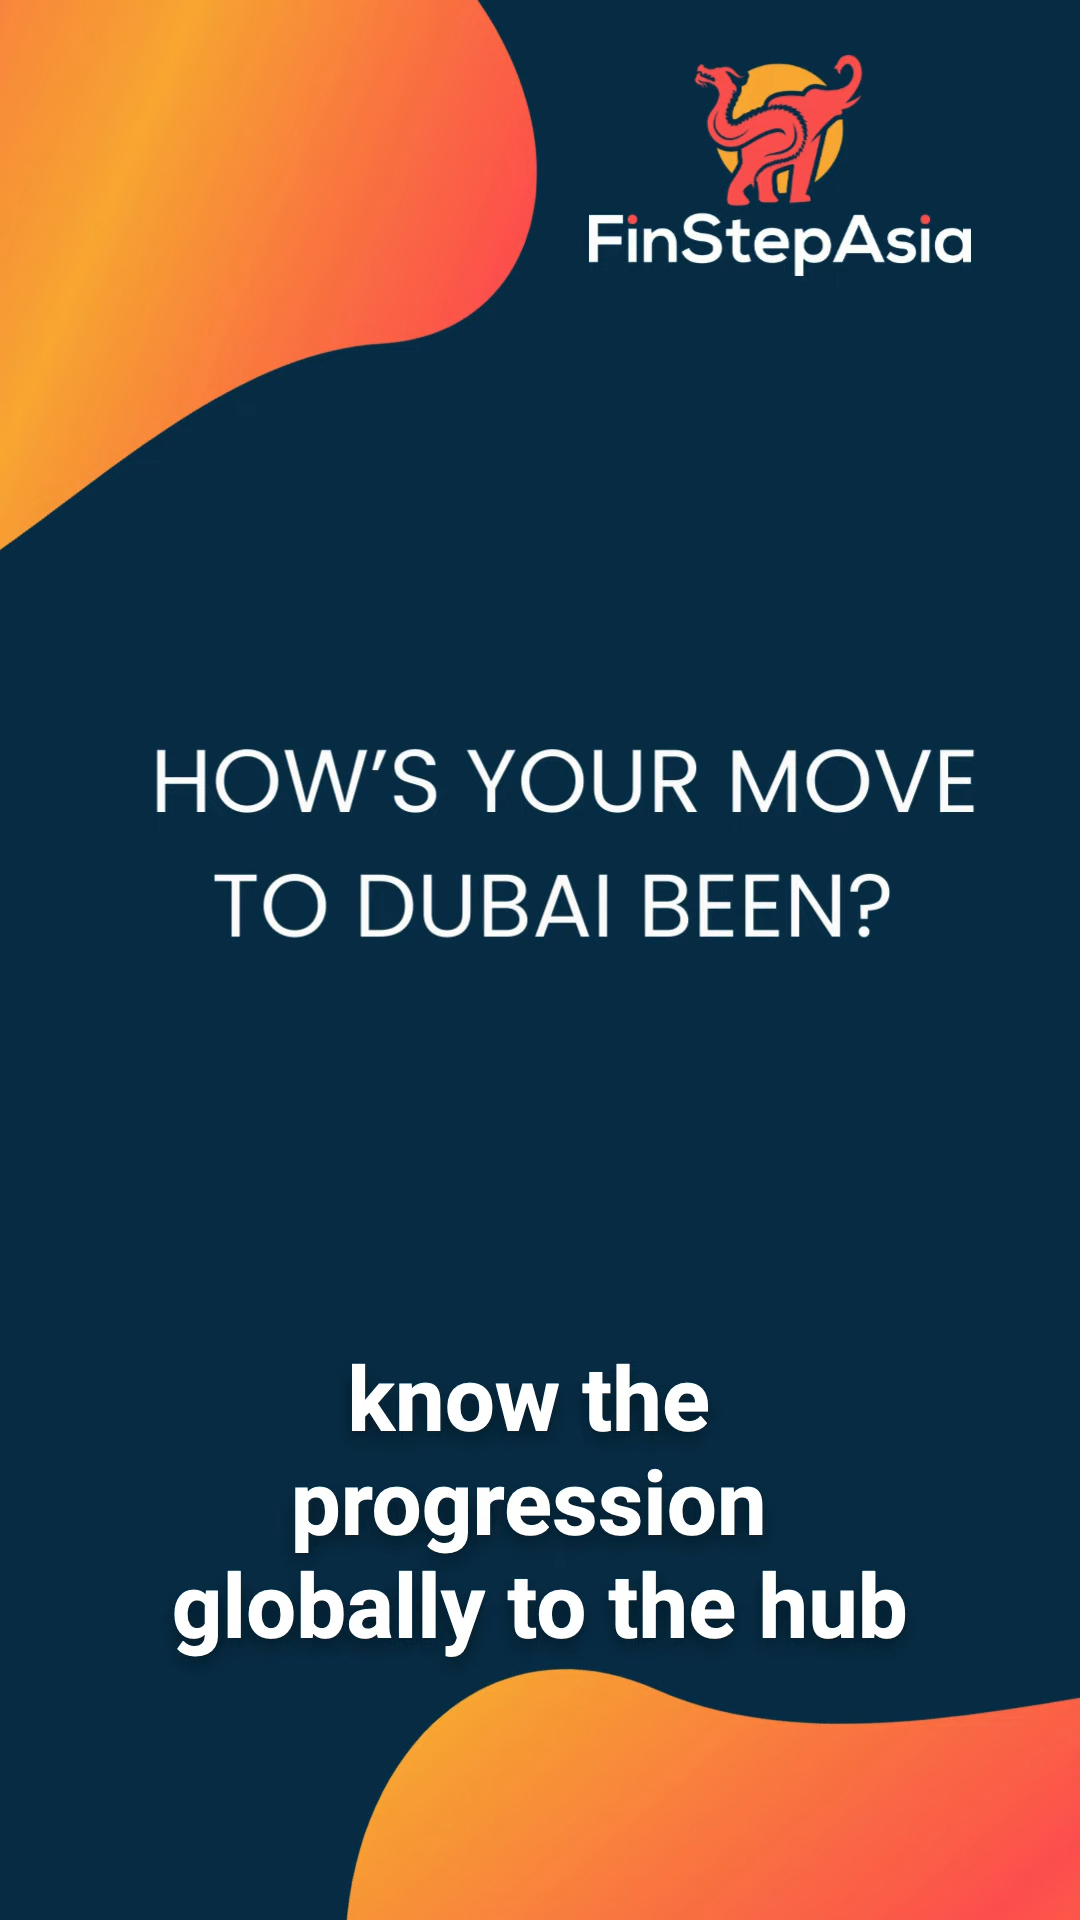 FinStepAsia
HOW’S YOUR MOVE
TO DUBAI BEEN?
know the
progression
globally to the hub